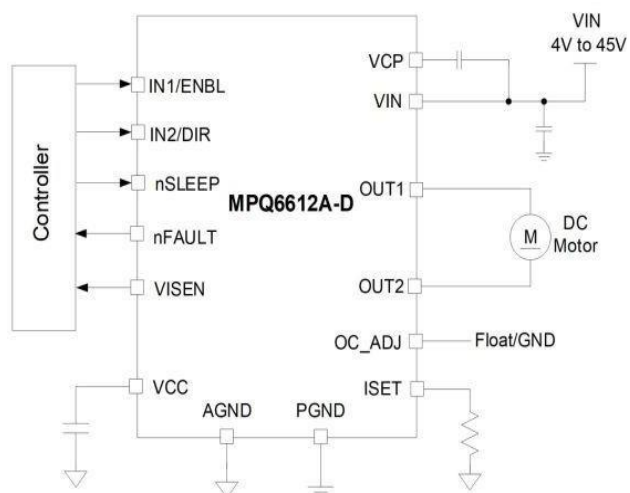 VIN
4V to 45V
VCP
IN1/ENBL
VIN
IN2/DIR
nSLEEP
MPQ6612A-D
OUT1
Controller
nFAULT
M
DC
Motor
VISEN
OUT2
OC_ADJ
Float/GND
VCC
ISET
AGND
PGND